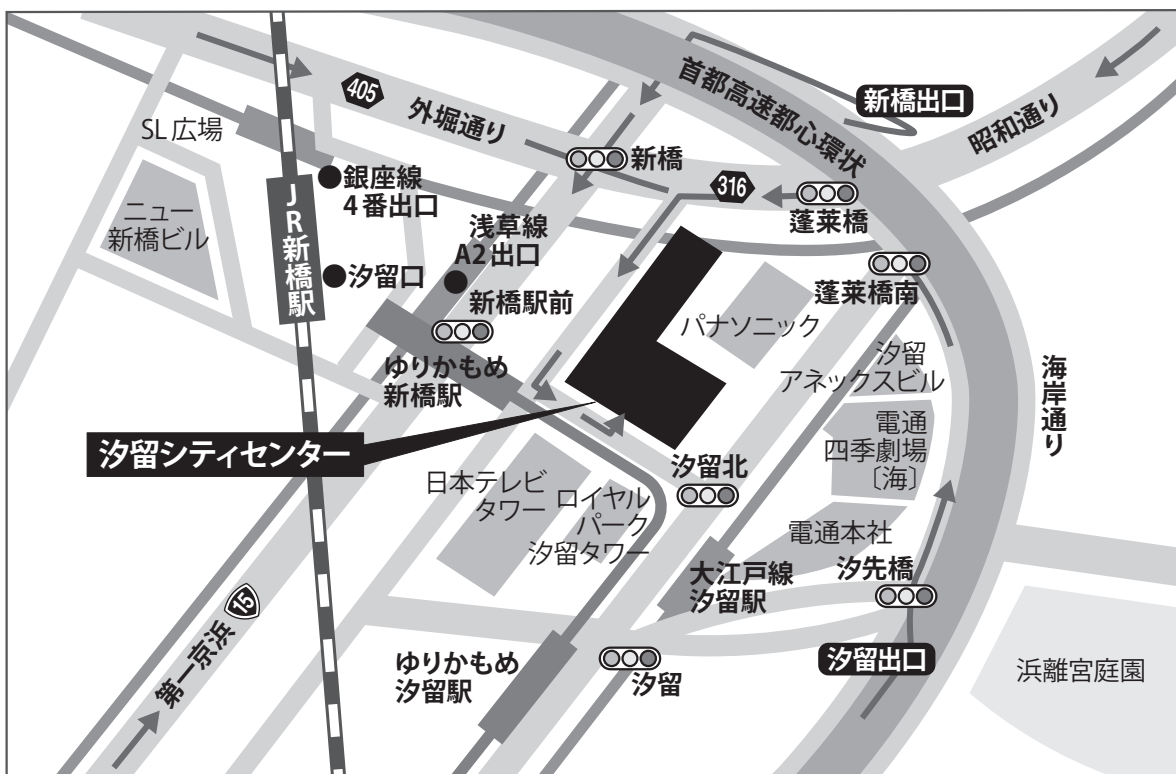 405
外堀通り
首都高速都心環状
新橋出口
昭和通り
SL広場
新橋
316
蓬莱橋
銀座線
4番出口
浅草線
A2出口
ニュー
新橋ビル
JR新橋駅
汐留口
新橋駅前
蓬莱橋南
パナソニック
汐留
アネックスビル
海岸通り
ゆりかもめ
新橋駅
電通
四季劇場
〔海〕
汐留シティセンター
汐留北
日本テレビ
タワー
ロイヤル
パーク
汐留タワー
電通本社
大江戸線
汐留駅
汐先橋
15
第一京浜
ゆりかもめ
汐留駅
汐留
汐留出口
浜離宮庭園